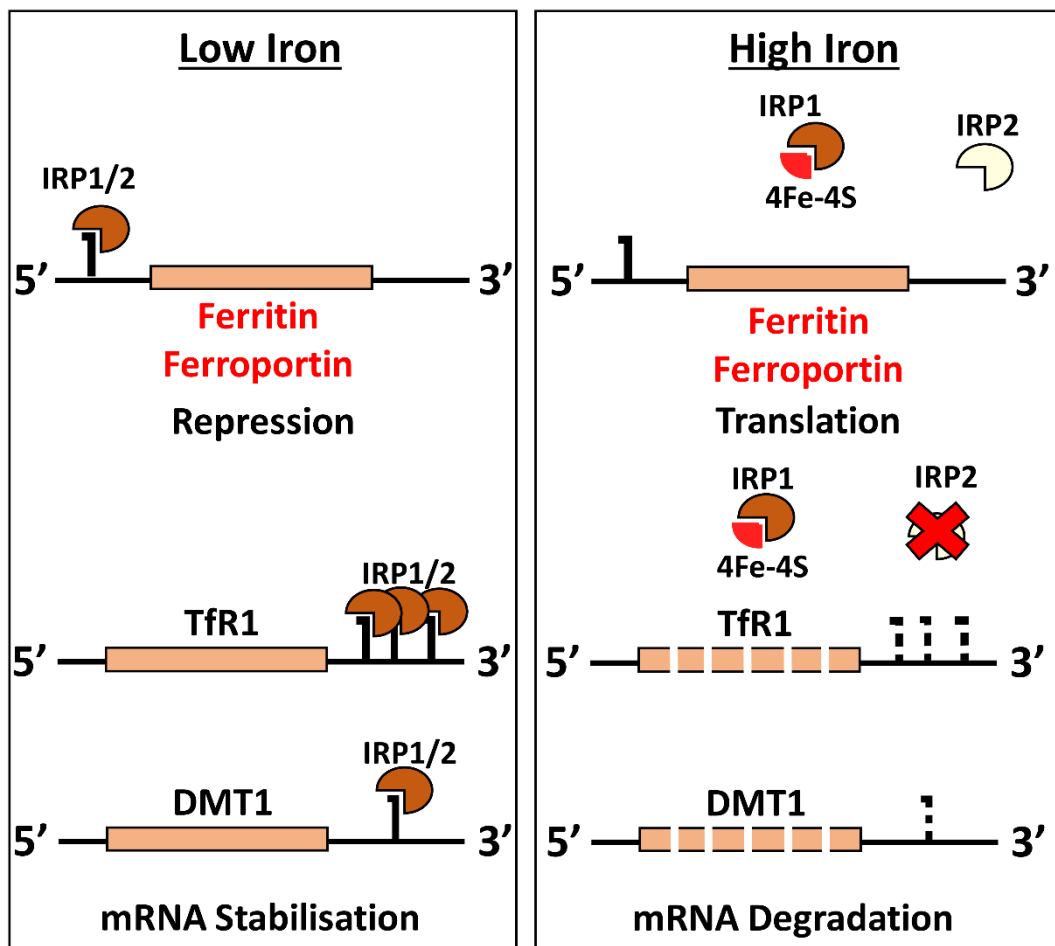 Low Iron
IRP1/2
5’ 3’
Ferritin
Ferroportin
Repression
IRP1/2
TfR1
5’ 3’
IRP1/2
DMT1
5’ 3’
mRNA Stabilisation
High Iron
IRP1
IRP2
4Fe-4S
5’ 3’
Ferritin
Ferroportin
Translation
IRP1
IRP2
4Fe-4S
TfR1
5’ 3’
DMT1
5’ 3’
mRNA Degradation